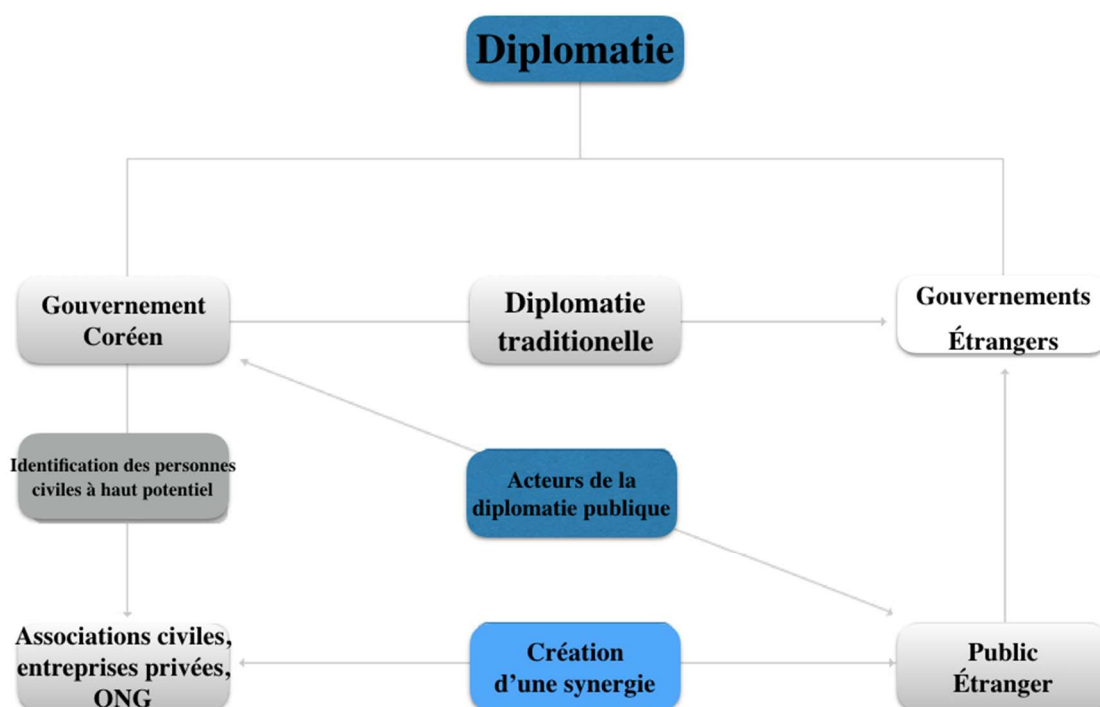 Diplomatie
Gouvernement
Coréen
Diplomatie
traditionelle
Gouvernements
Étrangers
Identification des personnes
civiles à haut potentiel
Acteurs de la
diplomatie publique
Associations civiles,
entreprises privées,
ONG
Création
d'une synergie
Public
Étranger